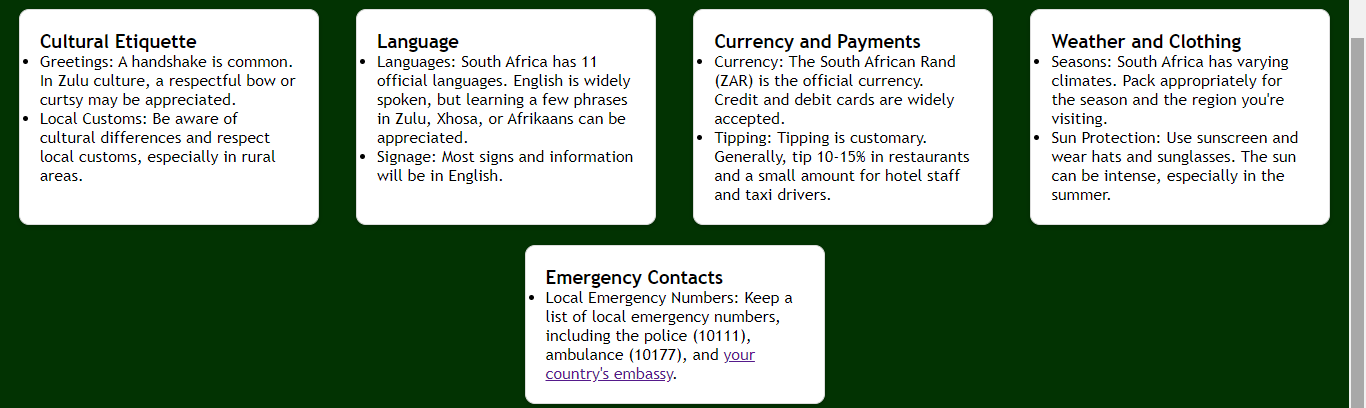 Cultural Etiquette
• Greetings: A handshake is common.
In Zulu culture, a respectful bow or
curtsy may be appreciated.
• Local Customs: Be aware of
cultural differences and respect
local customs, especially in rural
areas.
Language
• Languages: South Africa has 11
official languages. English is widely
spoken, but learning a few phrases
in Zulu, Xhosa, or Afrikaans can be
appreciated.
• Signage: Most signs and information
will be in English.
Currency and Payments
• Currency: The South African Rand
(ZAR) is the official currency.
Credit and debit cards are widely
accepted.
• Tipping: Tipping is customary.
Generally, tip 10-15% in restaurants
and a small amount for hotel staff
and taxi drivers.
Weather and Clothing
• Seasons: South Africa has varying
climates. Pack appropriately for
the season and the region you're
visiting.
• Sun Protection: Use sunscreen and
wear hats and sunglasses. The sun
can be intense, especially in the
summer.
Emergency Contacts
• Local Emergency Numbers: Keep a
list of local emergency numbers,
including the police (10111),
ambulance (10177), and your
country's embassy.